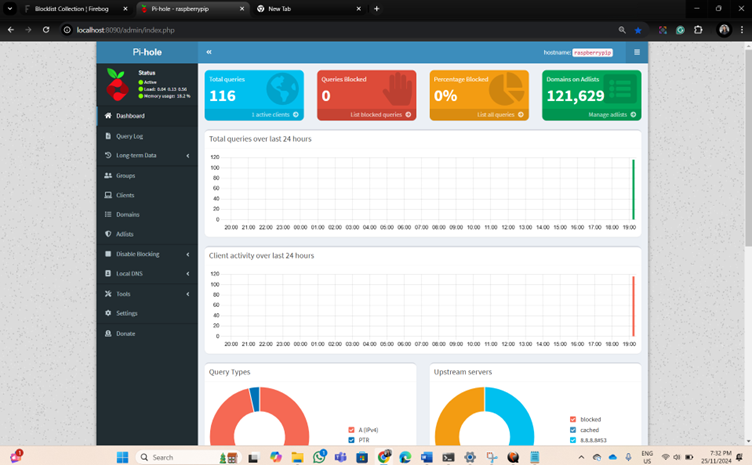 Blocklist Collection | Firebog
Pi-hole - raspberrypip
New Tab
localhost:8090/admin/index.php
Pi-hole
hostname: raspberrypip
Status
Active
Load: 0.04 0.13 0.56
Memory usage: 18.2 %
Dashboard
Query Log
Long-term Data
Groups
Clients
Domains
Adlists
Disable Blocking
Local DNS
Tools
Settings
Donate
Total queries
116
1 active clients
Queries Blocked
0
List blocked queries
Percentage Blocked
0%
List all queries
Domains on Adlists
121,629
Manage adlists
Total queries over last 24 hours
120
100
80
60
40
20
0
20:00 21:00 22:00 23:00 00:00 01:00 02:00 03:00 04:00 05:00 06:00 07:00 08:00 09:00 10:00 11:00 12:00 13:00 14:00 15:00 16:00 17:00 18:00 19:00
Client activity over last 24 hours
120
100
80
60
40
20
0
20:00 21:00 22:00 23:00 00:00 01:00 02:00 03:00 04:00 05:00 06:00 07:00 08:00 09:00 10:00 11:00 12:00 13:00 14:00 15:00 16:00 17:00 18:00 19:00
Query Types
A (IPv4)
PTR
Upstream servers
blocked
cached
8.8.8.8#53
Search
ENG
US
7:32 PM
25/11/2024